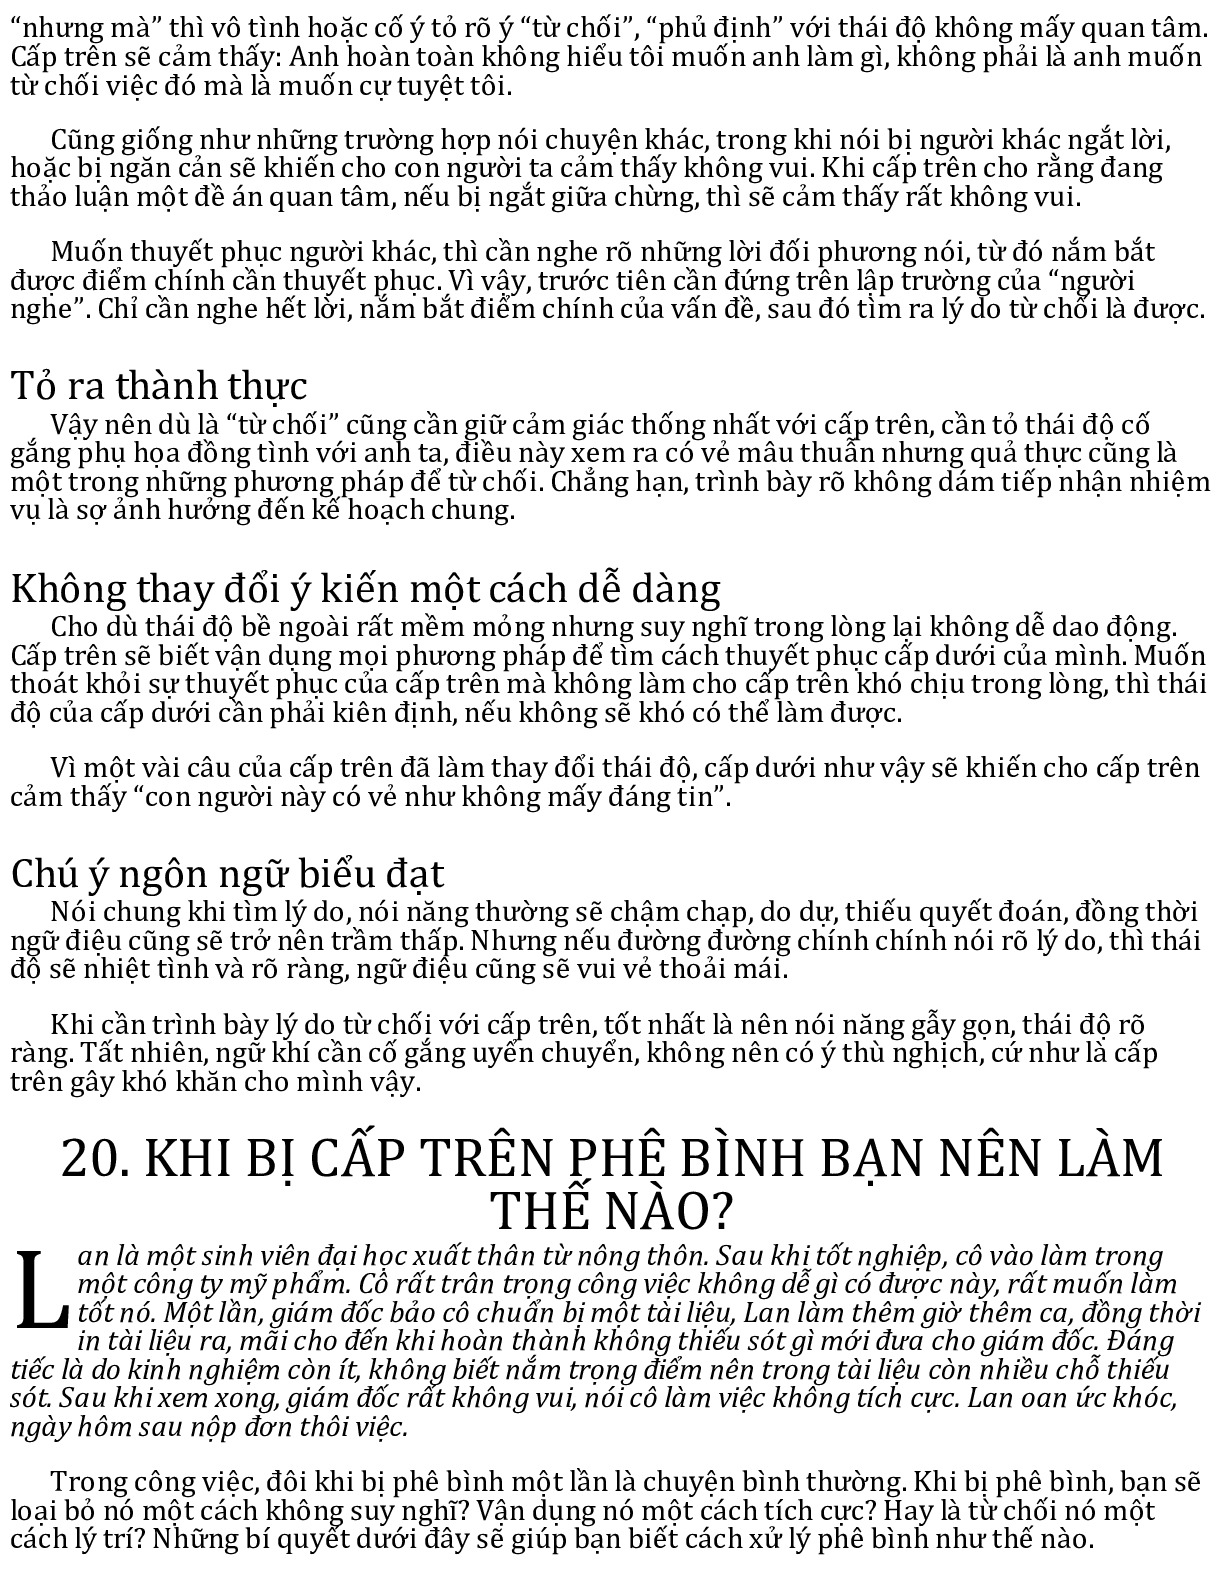 “nhưng mà” thì vô tình hoặc cố ý tỏ rõ ý “từ chối”, “phủ định” với thái độ không mấy quan tâm.
Cấp trên sẽ cảm thấy: Anh hoàn toàn không hiểu tôi muốn anh làm gì, không phải là anh muốn
từ chối việc đó mà là muốn cự tuyệt tôi.
Cũng giống như những trường hợp nói chuyện khác, trong khi nói bị người khác ngắt lời,
hoặc bị ngăn cản sẽ khiến cho con người ta cảm thấy không vui. Khi cấp trên cho rằng đang
thảo luận một đề án quan tâm, nếu bị ngắt giữa chừng, thì sẽ cảm thấy rất không vui.
Muốn thuyết phục người khác, thì cần nghe rõ những lời đối phương nói, từ đó nắm bắt
được điểm chính cần thuyết phục. Vì vậy, trước tiên cần đứng trên lập trường của “người
nghe”. Chỉ cần nghe hết lời, nắm bắt điểm chính của vấn đề, sau đó tìm ra lý do từ chối là được.
Tỏ ra thành thực
Vậy nên dù là “từ chối” cũng cần giữ cảm giác thống nhất với cấp trên, cần tỏ thái độ cố
gắng phụ họa đồng tình với anh ta, điều này xem ra có vẻ mâu thuẫn nhưng quả thực cũng là
một trong những phương pháp để từ chối. Chẳng hạn, trình bày rõ không dám tiếp nhận nhiệm
vụ là sợ ảnh hưởng đến kế hoạch chung.
Không thay đổi ý kiến một cách dễ dàng
Cho dù thái độ bề ngoài rất mềm mỏng nhưng suy nghĩ trong lòng lại không dễ dao động.
Cấp trên sẽ biết vận dụng mọi phương pháp để tìm cách thuyết phục cấp dưới của mình. Muốn
thoát khỏi sự thuyết phục của cấp trên mà không làm cho cấp trên khó chịu trong lòng, thì thái
độ của cấp dưới cần phải kiên định, nếu không sẽ khó có thể làm được.
Vì một vài câu của cấp trên đã làm thay đổi thái độ, cấp dưới như vậy sẽ khiến cho cấp trên
cảm thấy “con người này có vẻ như không mấy đáng tin”.
Chú ý ngôn ngữ biểu đạt
Nói chung khi tìm lý do, nói năng thường sẽ chậm chạp, do dự, thiếu quyết đoán, đồng thời
ngữ điệu cũng sẽ trở nên trầm thấp. Nhưng nếu đường đường chính chính nói rõ lý do, thì thái
độ sẽ nhiệt tình và rõ ràng, ngữ điệu cũng sẽ vui vẻ thoải mái.
Khi cần trình bày lý do từ chối với cấp trên, tốt nhất là nên nói năng gẫy gọn, thái độ rõ
ràng. Tất nhiên, ngữ khí cần cố gắng uyển chuyển, không nên có ý thù nghịch, cứ như là cấp
trên gây khó khăn cho mình vậy.
20. KHI BỊ CẤP TRÊN PHÊ BÌNH BẠN NÊN LÀM
THẾ NÀO?
Lan là một sinh viên đại học xuất thân từ nông thôn. Sau khi tốt nghiệp, cô vào làm trong
một công ty mỹ phẩm. Cô rất trân trọng công việc không dễ gì có được này, rất muốn làm
tốt nó. Một lần, giám đốc bảo cô chuẩn bị một tài liệu, Lan làm thêm giờ thêm ca, đồng thời
in tài liệu ra, mãi cho đến khi hoàn thành không thiếu sót gì mới đưa cho giám đốc. Đáng
tiếc là do kinh nghiệm còn ít, không biết nắm trọng điểm nên trong tài liệu còn nhiều chỗ thiếu
sót. Sau khi xem xong, giám đốc rất không vui, nói cô làm việc không tích cực. Lan oan ức khóc,
ngày hôm sau nộp đơn thôi việc.
Trong công việc, đôi khi bị phê bình một lần là chuyện bình thường. Khi bị phê bình, bạn sẽ
loại bỏ nó một cách không suy nghĩ? Vận dụng nó một cách tích cực? Hay là từ chối nó một
cách lý trí? Những bí quyết dưới đây sẽ giúp bạn biết cách xử lý phê bình như thế nào.